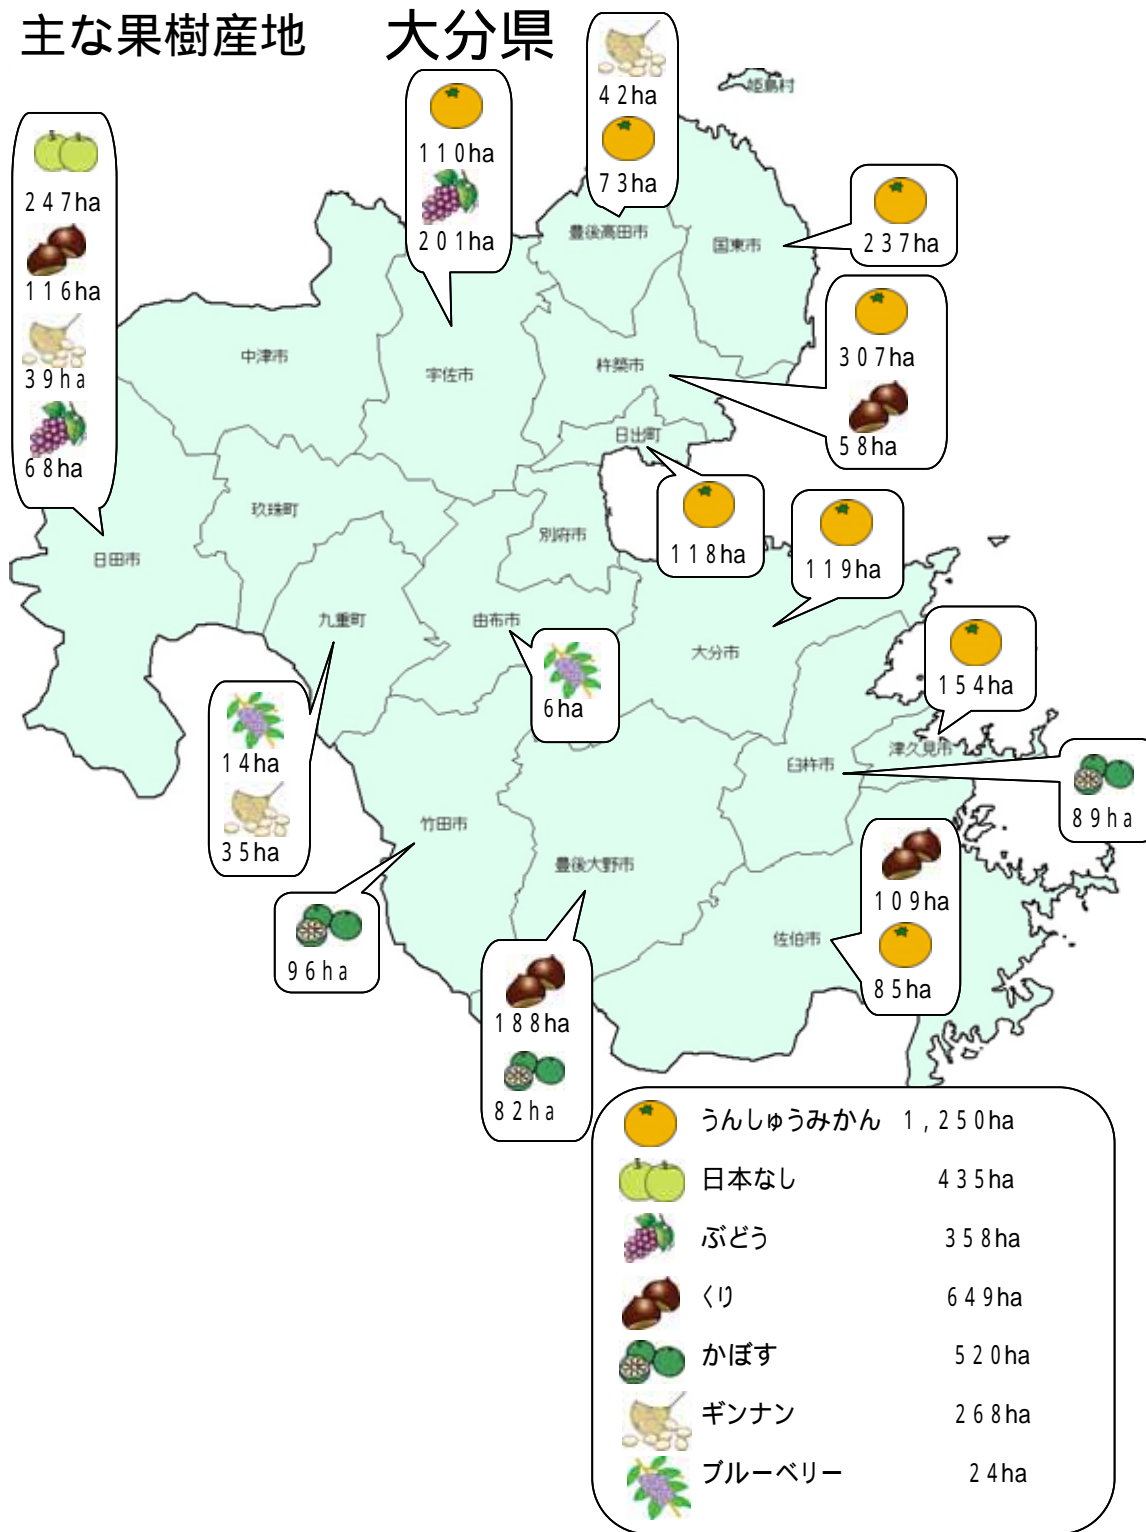 主な果樹産地　大分県
42ha
73ha
姫島村
110ha
201ha
247ha
116ha
39ha
68ha
豊後高田市
国東市
237ha
307ha
58ha
中津市
宇佐市
杵築市
日出町
118ha
119ha
玖珠町
別府市
日田市
九重町
由布市
大分市
6ha
154ha
14ha
35ha
津久見市
臼杵市
89ha
竹田市
豊後大野市
96ha
109ha
85ha
佐伯市
188ha
82ha
うんしゅうみかん 1,250ha
日本なし 435ha
ぶどう 358ha
くり 649ha
かぼす 520ha
ギンナン 268ha
ブルーベリー 24ha